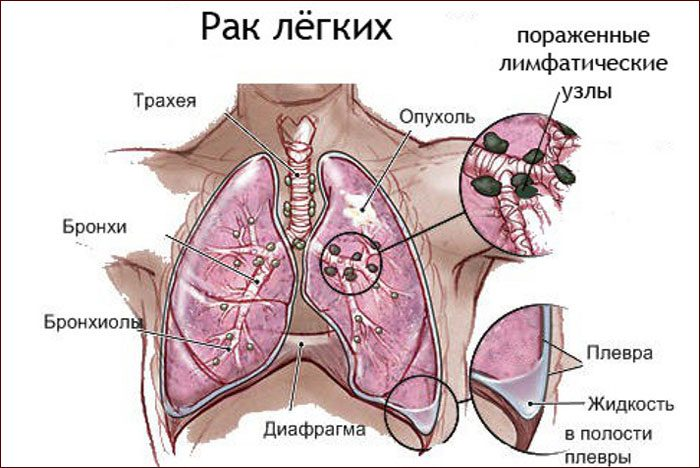 Рак лёгких
пораженные
лимфатические
узлы
Трахея
Опухоль
Бронхи
Бронхиолы
Диафрагма
Плевра
Жидкость
в полости
плевры